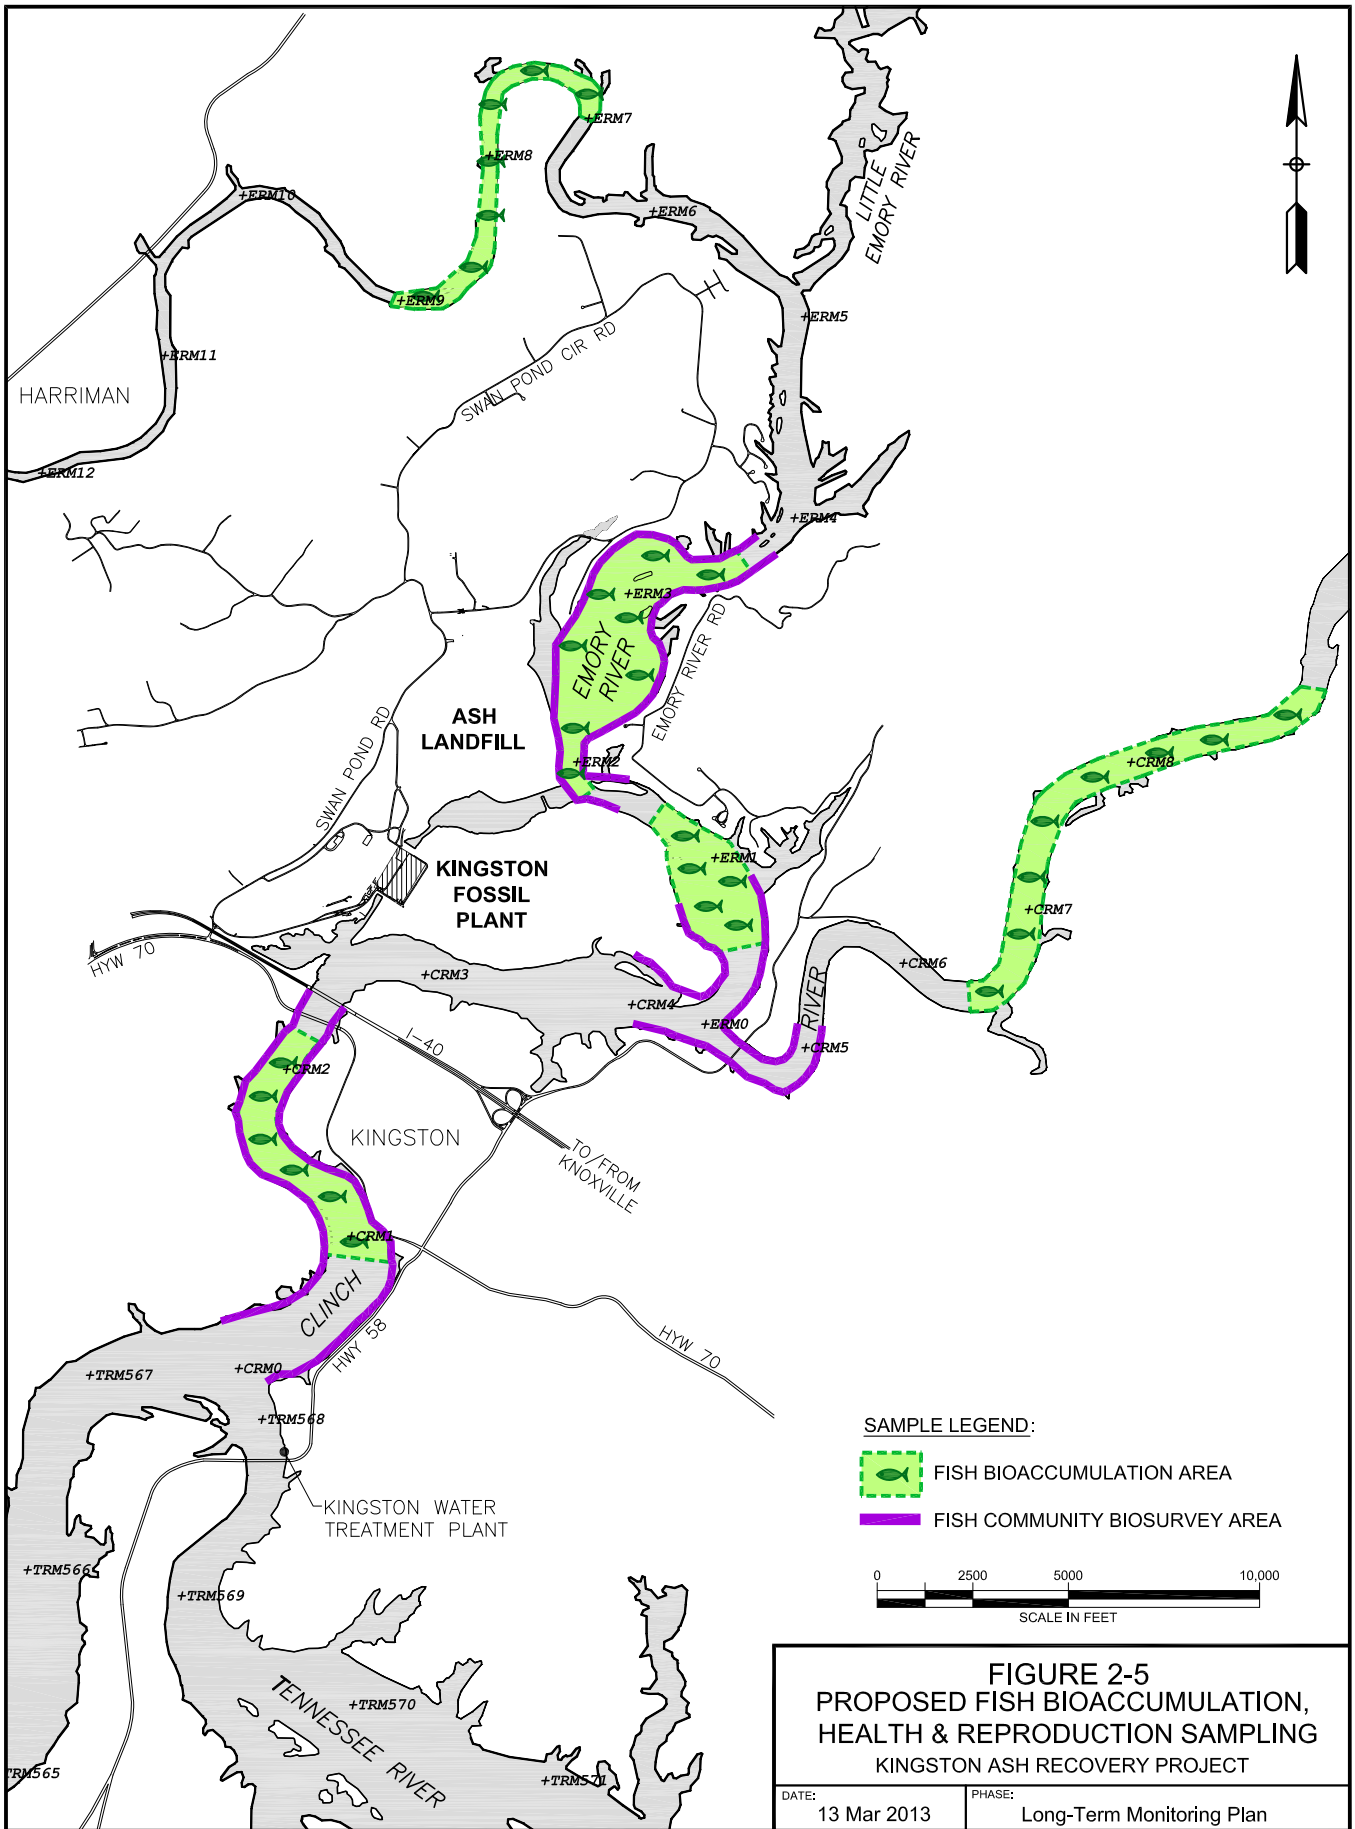 +ERM7
+ERM8
+ERM10
+ERM6
LITTLE
EMORY RIVER
+ERM9
+ERM5
+ERM11
SWAN POND CIR RD
HARRIMAN
+ERM12
+ERM4
+ERM3
EMORY
RIVER
EMORY RIVER RD
ASH
LANDFILL
SWAN POND RD
+ERM2
+CRM8
+ERM1
KINGSTON
FOSSIL
PLANT
+CRM7
HYW 70
+CRM3
+CRM6
RIVER
+CRM4
+ERM0
I-40
+CRM5
+CRM2
KINGSTON
TO/FROM
KNOXVILLE
+CRM1
CLINCH
HWY 58
HYW 70
+CRM0
+TRM567
+TRM568
KINGSTON WATER
TREATMENT PLANT
+TRM566
+TRM569
TENNESSEE RIVER
+TRM570
TRM565
+TRM571
SAMPLE LEGEND:
FISH BIOACCUMULATION AREA
FISH COMMUNITY BIOSURVEY AREA
0 2500 5000 10,000
SCALE IN FEET
FIGURE 2-5
PROPOSED FISH BIOACCUMULATION,
HEALTH & REPRODUCTION SAMPLING
KINGSTON ASH RECOVERY PROJECT
DATE:
13 Mar 2013
PHASE:
Long-Term Monitoring Plan